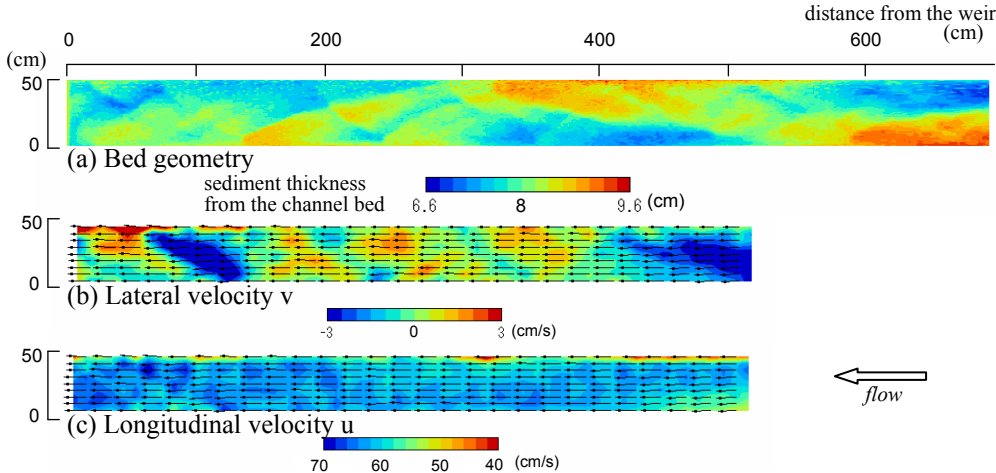 distance from the weir
0 200 400 600 (cm)
(cm)
50
0
(a) Bed geometry
sediment thickness
from the channel bed
6.6 8 9.6 (cm)
50
0
(b) Lateral velocity v
-3 0 3 (cm/s)
50
0
flow
(c) Longitudinal velocity u
70 60 50 40 cm/s)